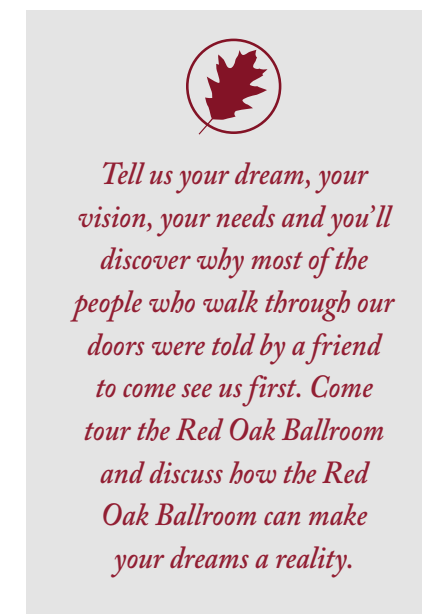 Tell us your dream, your
vision, your needs and you’ll
discover why most of the
people who walk through our
doors were told by a friend
to come see us first. Come
tour the Red Oak Ballroom
and discuss how the Red
Oak Ballroom can make
your dreams a reality.